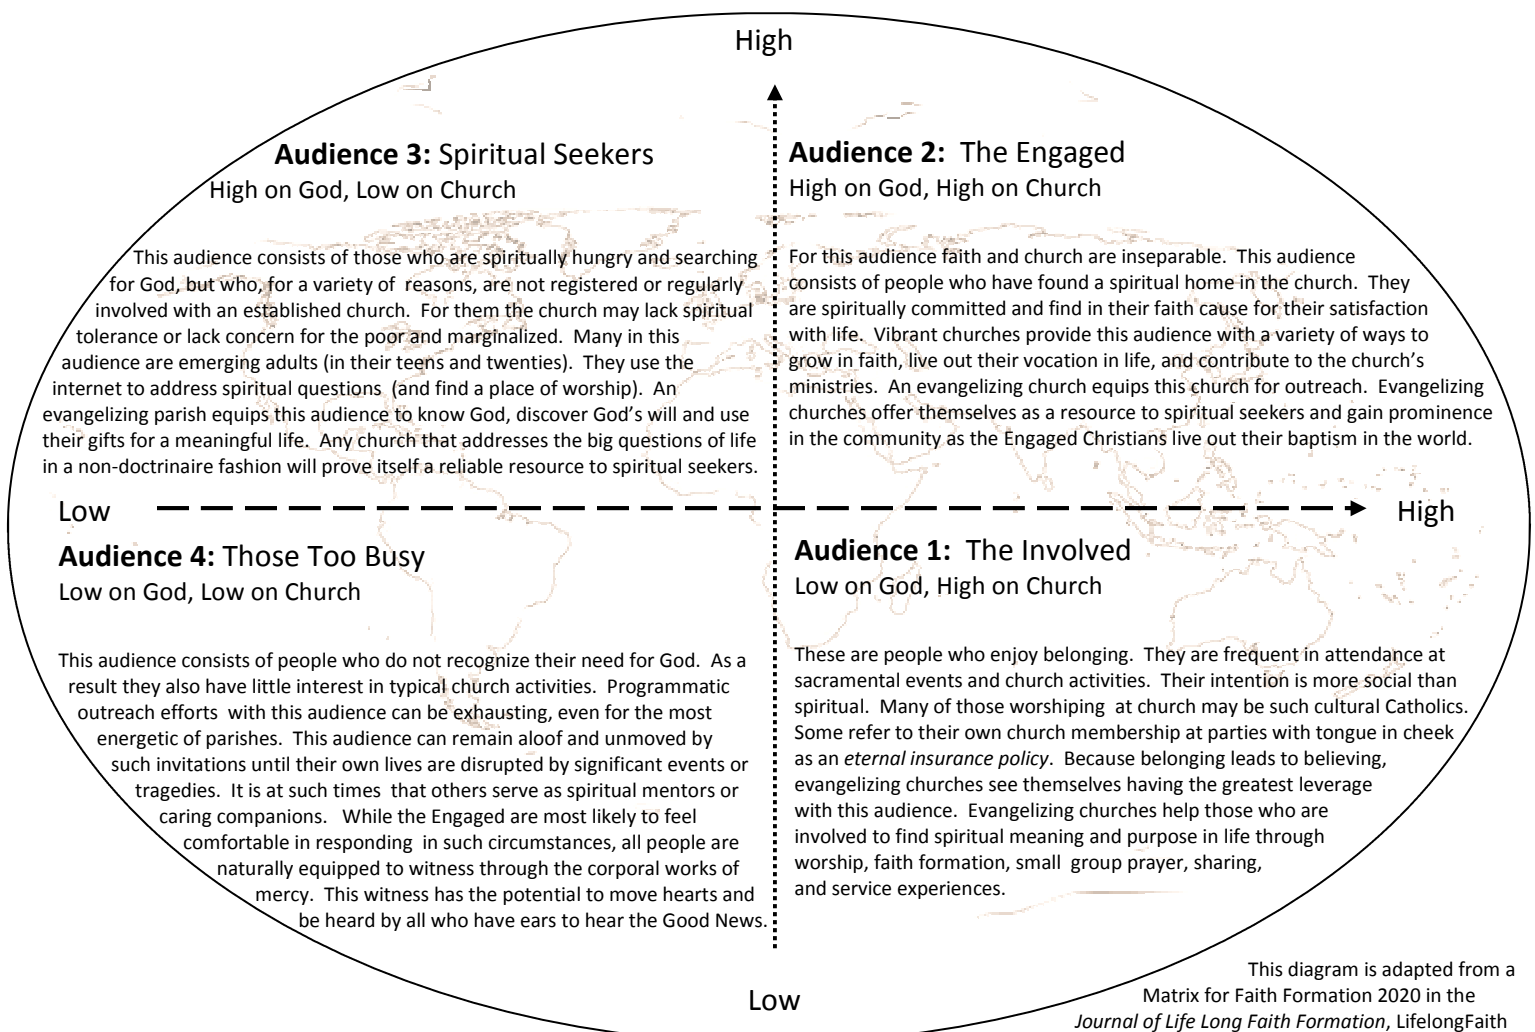 High
Audience 3: Spiritual Seekers
High on God, Low on Church
This audience consists of those who are spiritually hungry and searching
for God, but who, for a variety of reasons, are not registered or regularly
involved with an established church. For them the church may lack spiritual
tolerance or lack concern for the poor and marginalized. Many in this
audience are emerging adults (in their teens and twenties). They use the
internet to address spiritual questions (and find a place of worship). An
evangelizing parish equips this audience to know God, discover God's will and use
their gifts for a meaningful life. Any church that addresses the big questions of life
in a non-doctrinaire fashion will prove itself a reliable resource to spiritual seekers.
Audience 2: The Engaged
High on God, High on Church
For this audience faith and church are inseparable. This audience
consists of people who have found a spiritual home in the church. They
are spiritually committed and find in their faith cause for their satisfaction
with life. Vibrant churches provide this audience with a variety of ways to
grow in faith, live out their vocation in life, and contribute to the church's
ministries. An evangelizing church equips this church for outreach. Evangelizing
churches offer themselves as a resource to spiritual seekers and gain prominence
in the community as the Engaged Christians live out their baptism in the world.
Low
High
Audience 4: Those Too Busy
Low on God, Low on Church
This audience consists of people who do not recognize their need for God. As a
result they also have little interest in typical church activities. Programmatic
outreach efforts with this audience can be exhausting, even for the most
energetic of parishes. This audience can remain aloof and unmoved by
such invitations until their own lives are disrupted by significant events or
tragedies. It is at such times that others serve as spiritual mentors or
caring companions. While the Engaged are most likely to feel
comfortable in responding in such circumstances, all people are
naturally equipped to witness through the corporal works of
mercy. This witness has the potential to move hearts and
be heard by all who have ears to hear the Good News.
Audience 1: The Involved
Low on God, High on Church
These are people who enjoy belonging. They are frequent in attendance at
sacramental events and church activities. Their intention is more social than
spiritual. Many of those worshiping at church may be such cultural Catholics.
Some refer to their own church membership at parties with tongue in cheek
as an eternal insurance policy. Because belonging leads to believing,
evangelizing churches see themselves having the greatest leverage
with this audience. Evangelizing churches help those who are
involved to find spiritual meaning and purpose in life through
worship, faith formation, small group prayer, sharing,
and service experiences.
Low
This diagram is adapted from a
Matrix for Faith Formation 2020 in the
Journal of Life Long Faith Formation, LifelongFaith